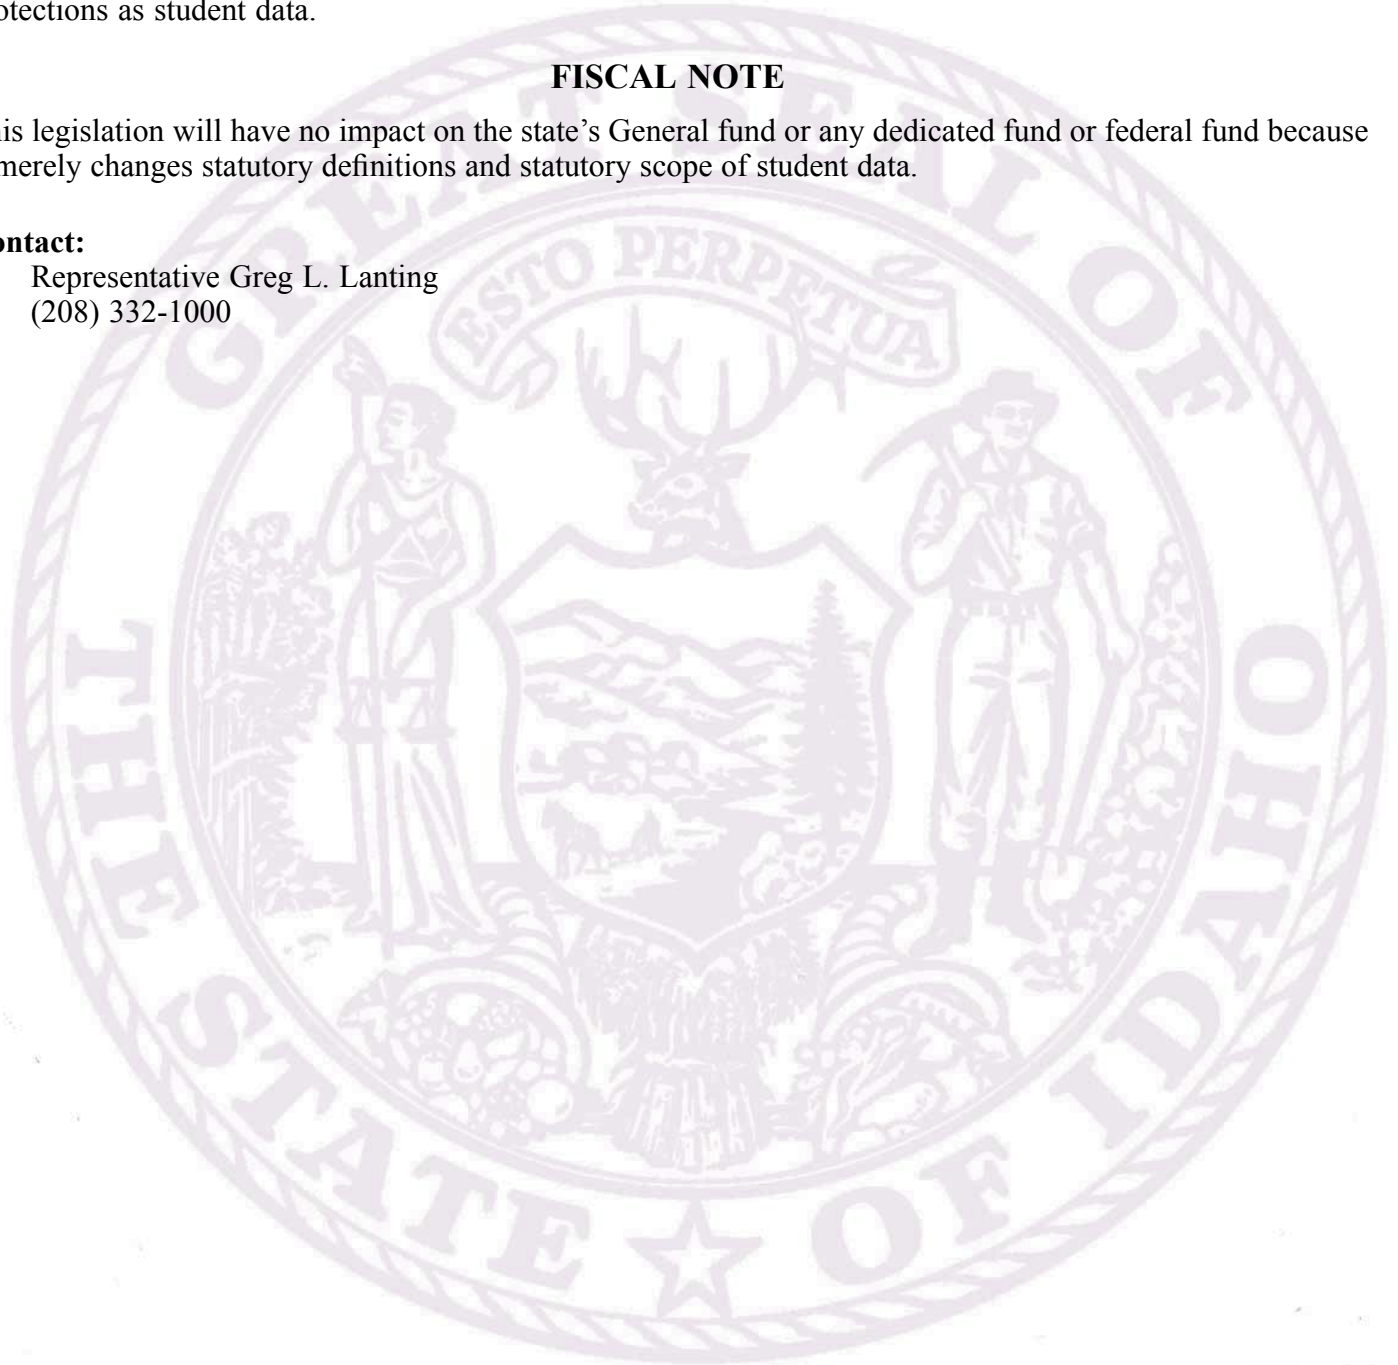 otections as student data.
FISCAL NOTE
his legislation will have no impact on the state's General fund or any dedicated fund or federal fund because
merely changes statutory definitions and statutory scope of student data.
ontact:
Representative Greg L. Lanting
(208) 332-1000
GREAT SEAL OF
ESTO PERPETUA
THE STATE OF IDAHO